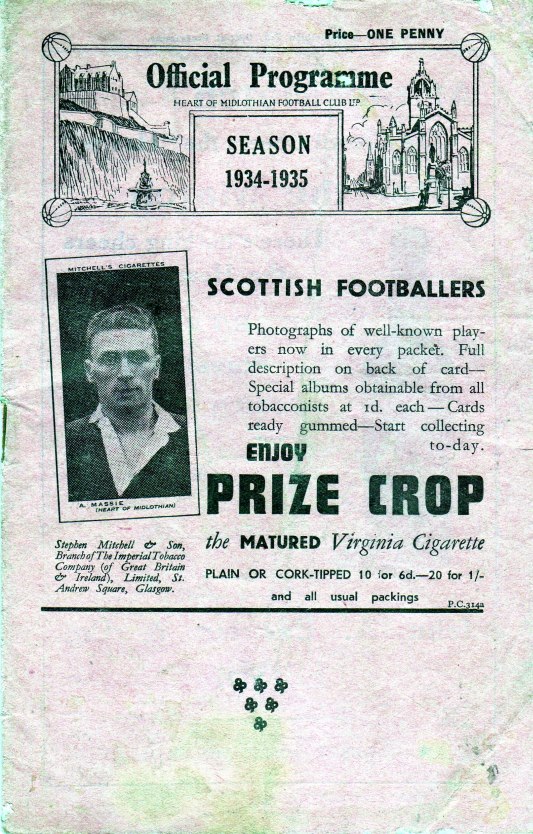 Price—ONE PENNY
Official Programme
HEART OF MIDLOTHIAN FOOTBALL CLUB LTD
SEASON
1934-1935
MITCHELL'S CIGARETTES
A. MASSIE
(HEART OF MIDLOTHIAN)
SCOTTISH FOOTBALLERS
Photographs of well-known play-
ers now in every packet. Full
description on back of card—
Special albums obtainable from all
tobacconists at 1d. each—Cards
ready gummed—Start collecting
to-day.
ENJOY
PRIZE CROP
the MATURED Virginia Cigarette
PLAIN OR CORK-TIPPED 10 for 6d.—20 for 1/-
and all usual packings
P.C.314a
Stephen Mitchell & Son,
Branch of The Imperial Tobacco
Company (of Great Britain
& Ireland), Limited, St.
Andrew Square, Glasgow.